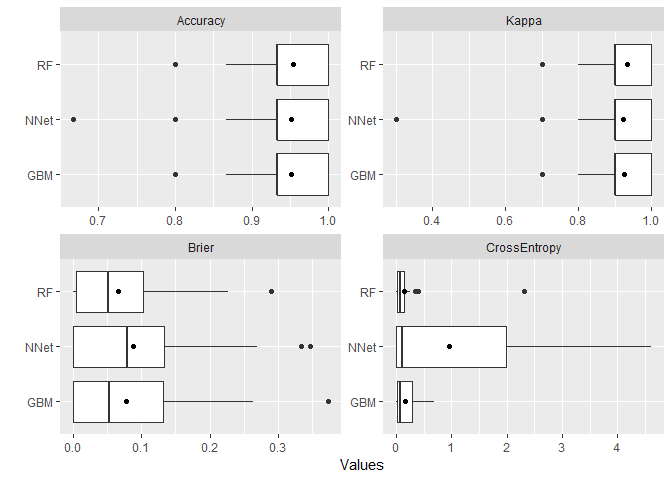 Accuracy
Kappa
RF
NNet
GBM
0.7 0.8 0.9 1.0
RF
NNet
GBM
0.4 0.6 0.8 1.0
Brier
CrossEntropy
RF
NNet
GBM
0.0 0.1 0.2 0.3
RF
NNet
GBM
0 1 2 3 4
Values